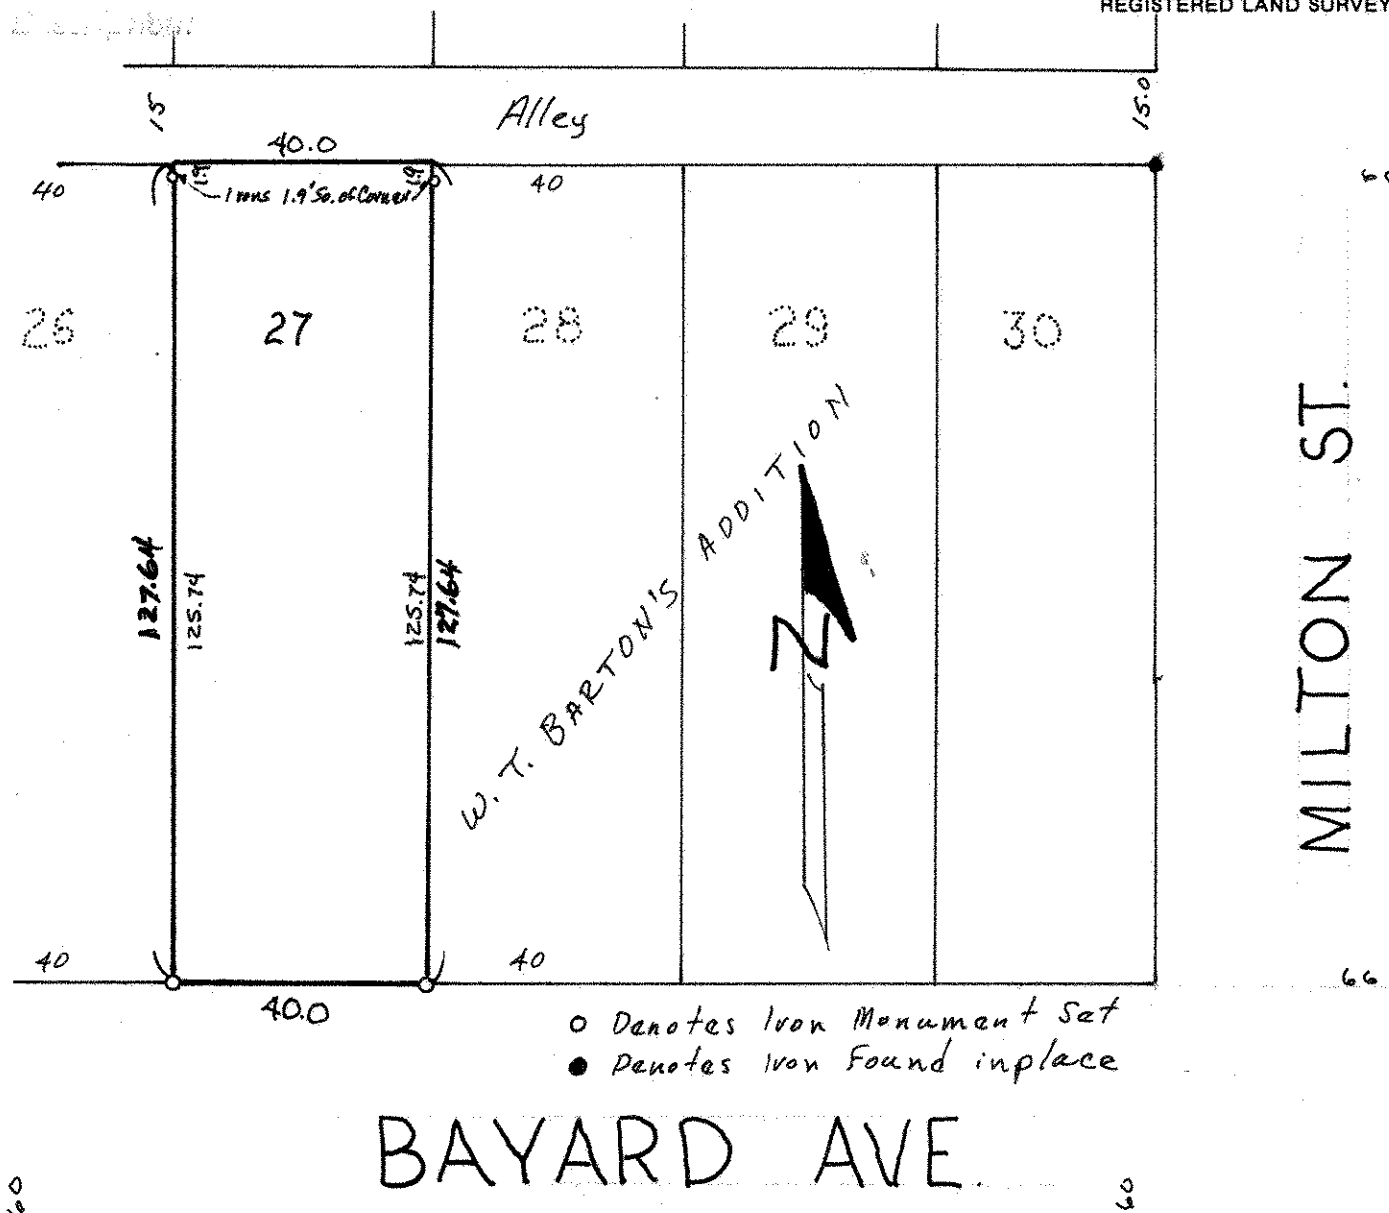 REGISTERED LAND SURVEY
15
Alley
15.0
40.0
40
1.9
1.9
40
Irons 1.9' So. of Corner
26
27
28
29
30
W. T. BARTON'S ADDITION
MILTON ST.
127.64
125.74
125.74
127.64
N
40
40
66
40.0
O Denotes Iron Monument Set
● Denotes Iron Found inplace
BAYARD AVE.
60
60